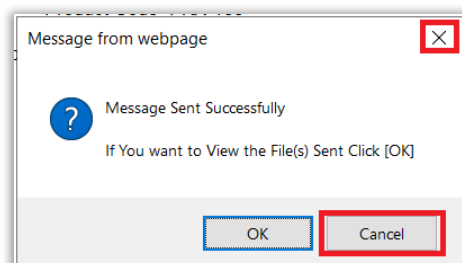 Message from webpage
Message Sent Successfully
If You want to View the File(s) Sent Click [OK]
OK
Cancel